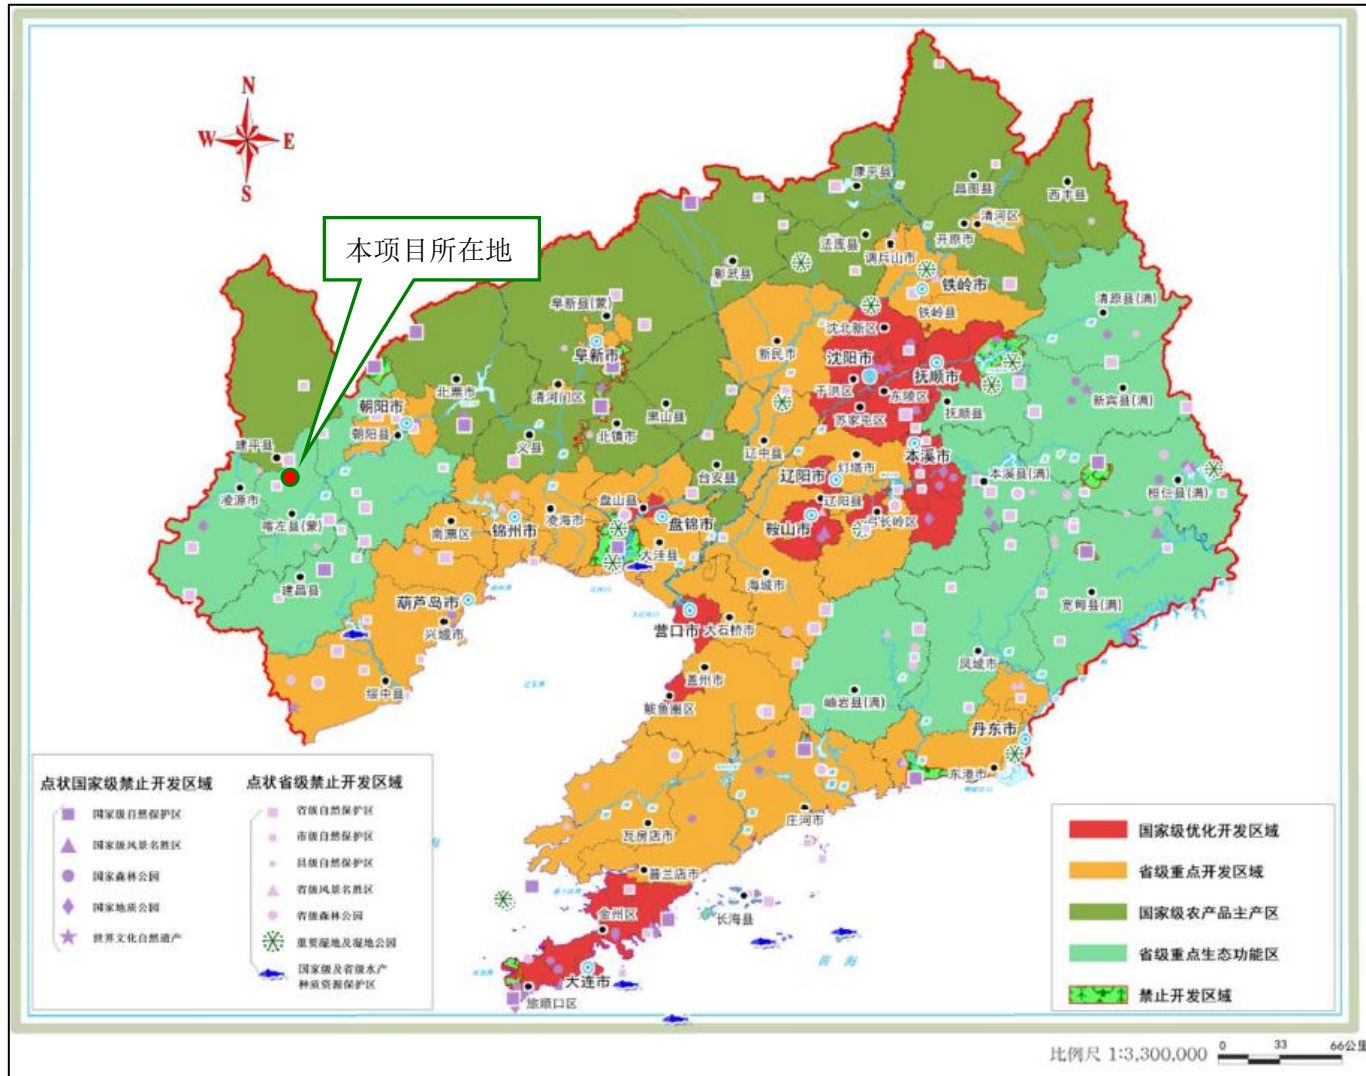 N
W
E
S
本项目所在地
康平县
昌图县
西丰县
清河区
开原市
法库县
调兵山市
彰武县
铁岭市
铁岭县
清原县(满)
阜新县(蒙)
阜新市
新民市
沈北新区
沈阳市
抚顺市
于洪区
东陵区
苏家屯区
抚顺县
新宾县(满)
北票市
清河门区
黑山县
朝阳市
朝阳县
义县
北镇市
建平县
辽中县
台安县
灯塔市
本溪市
本溪县(满)
桓仁县(满)
辽阳市
辽阳县
弓长岭区
鞍山市
凌源市
喀左县(蒙)
南票区
锦州市
凌海市
盘山县
盘锦市
大洼县
海城市
建昌县
葫芦岛市
兴城市
营口市
大石桥市
宽甸县(满)
凤城市
绥中县
盖州市
鲅鱼圈区
岫岩县(满)
丹东市
东港市
庄河市
瓦房店市
普兰店市
金州区
长海县
黄海
大连市
旅顺口区
点状国家级禁止开发区域
国家级自然保护区
国家级风景名胜区
国家森林公园
国家地质公园
世界文化自然遗产
点状省级禁止开发区域
省级自然保护区
市级自然保护区
县级自然保护区
省级风景名胜区
省级森林公园
重要湿地及湿地公园
国家级及省级水产
种质资源保护区
国家级优化开发区域
省级重点开发区域
国家级农产品主产区
省级重点生态功能区
禁止开发区域
比例尺 1:3,300,000
0 33 66公里